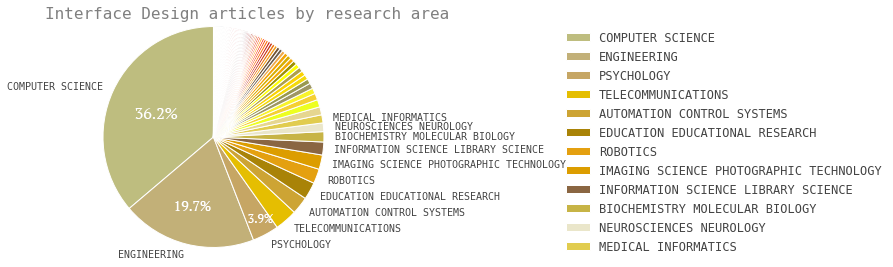 Interface Design articles by research area
COMPUTER SCIENCE
36.2%
19.7%
3.9%
ENGINEERING
PSYCHOLOGY
TELECOMMUNICATIONS
AUTOMATION CONTROL SYSTEMS
EDUCATION EDUCATIONAL RESEARCH
ROBOTICS
IMAGING SCIENCE PHOTOGRAPHIC TECHNOLOGY
INFORMATION SCIENCE LIBRARY SCIENCE
BIOCHEMISTRY MOLECULAR BIOLOGY
NEUROSCIENCES NEUROLOGY
MEDICAL INFORMATICS
COMPUTER SCIENCE
ENGINEERING
PSYCHOLOGY
TELECOMMUNICATIONS
AUTOMATION CONTROL SYSTEMS
EDUCATION EDUCATIONAL RESEARCH
ROBOTICS
IMAGING SCIENCE PHOTOGRAPHIC TECHNOLOGY
INFORMATION SCIENCE LIBRARY SCIENCE
BIOCHEMISTRY MOLECULAR BIOLOGY
NEUROSCIENCES NEUROLOGY
MEDICAL INFORMATICS